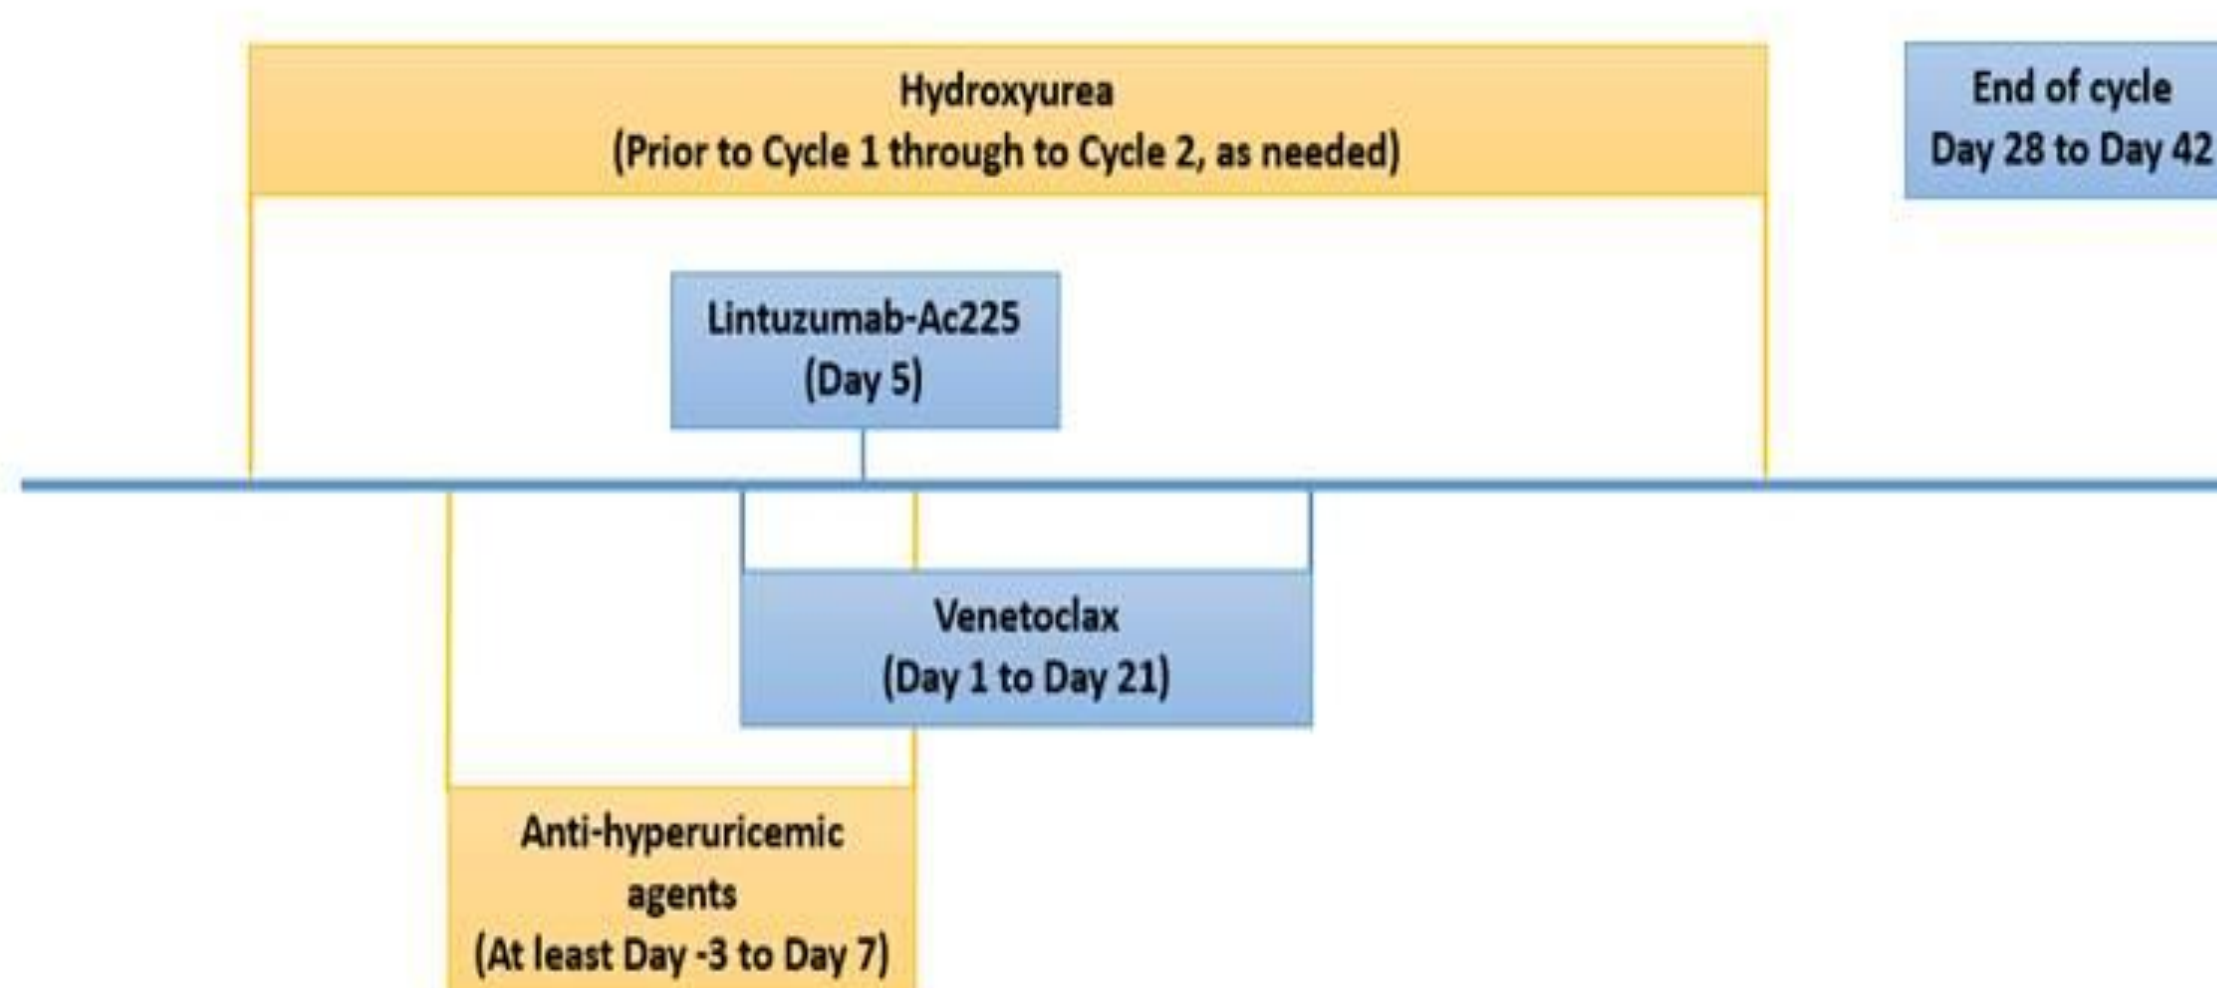 Hydroxyurea
(Prior to Cycle 1 through to Cycle 2, as needed)
End of cycle
Day 28 to Day 42
Lintuzumab-Ac225
(Day 5)
Venetoclax
(Day 1 to Day 21)
Anti-hyperuricemic
agents
(At least Day -3 to Day 7)